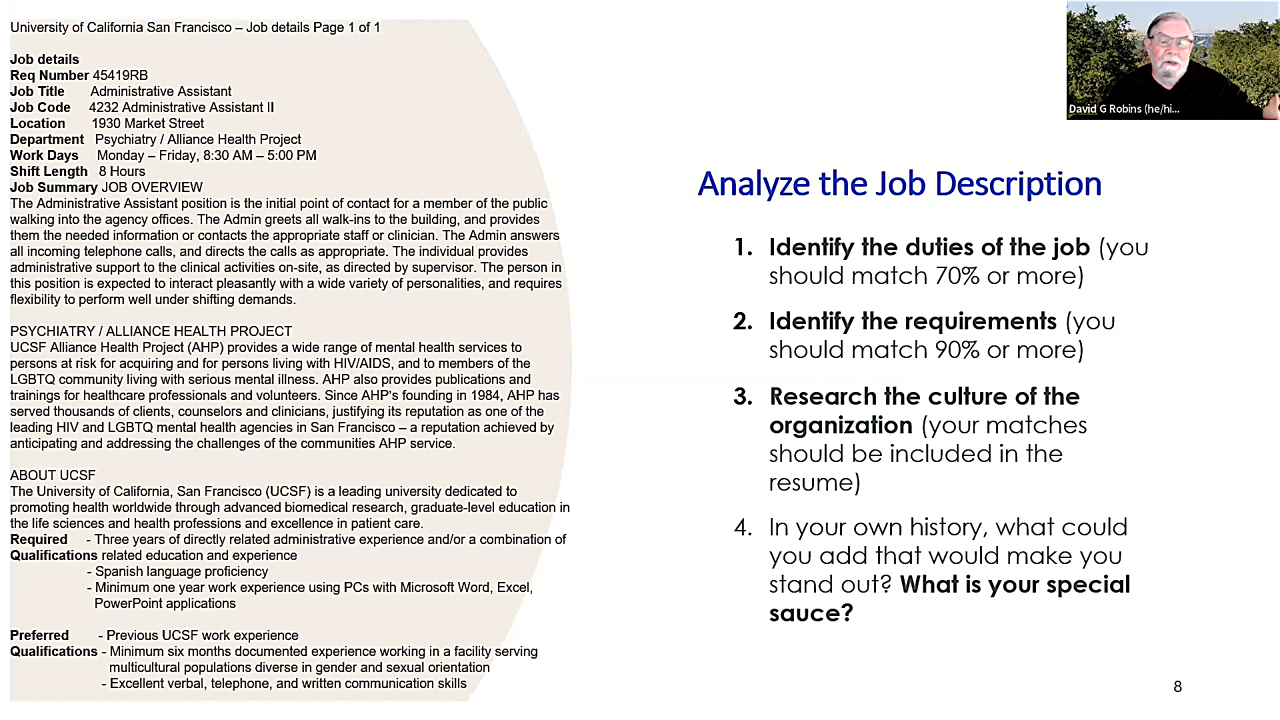 University of California San Francisco – Job details Page 1 of 1
Job details
Req Number 45419RB
Job Title Administrative Assistant
Job Code 4232 Administrative Assistant II
Location 1930 Market Street
Department Psychiatry / Alliance Health Project
Work Days Monday – Friday, 8:30 AM – 5:00 PM
Shift Length 8 Hours
Job Summary JOB OVERVIEW
The Administrative Assistant position is the initial point of contact for a member of the public
walking into the agency offices. The Admin greets all walk-ins to the building, and provides
them the needed information or contacts the appropriate staff or clinician. The Admin answers
all incoming telephone calls, and directs the calls as appropriate. The individual provides
administrative support to the clinical activities on-site, as directed by supervisor. The person in
this position is expected to interact pleasantly with a wide variety of personalities, and requires
flexibility to perform well under shifting demands.
PSYCHIATRY / ALLIANCE HEALTH PROJECT
UCSF Alliance Health Project (AHP) provides a wide range of mental health services to
persons at risk for acquiring and for persons living with HIV/AIDS, and to members of the
LGBTQ community living with serious mental illness. AHP also provides publications and
trainings for healthcare professionals and volunteers. Since AHP's founding in 1984, AHP has
served thousands of clients, counselors and clinicians, justifying its reputation as one of the
leading HIV and LGBTQ mental health agencies in San Francisco – a reputation achieved by
anticipating and addressing the challenges of the communities AHP service.
ABOUT UCSF
The University of California, San Francisco (UCSF) is a leading university dedicated to
promoting health worldwide through advanced biomedical research, graduate-level education in
the life sciences and health professions and excellence in patient care.
Required - Three years of directly related administrative experience and/or a combination of
Qualifications related education and experience
- Spanish language proficiency
- Minimum one year work experience using PCs with Microsoft Word, Excel,
PowerPoint applications
Preferred - Previous UCSF work experience
Qualifications - Minimum six months documented experience working in a facility serving
multicultural populations diverse in gender and sexual orientation
- Excellent verbal, telephone, and written communication skills
David G Robins (he/hi...
Analyze the Job Description
1. Identify the duties of the job (you
should match 70% or more)
2. Identify the requirements (you
should match 90% or more)
3. Research the culture of the
organization (your matches
should be included in the
resume)
4. In your own history, what could
you add that would make you
stand out? What is your special
sauce?
8